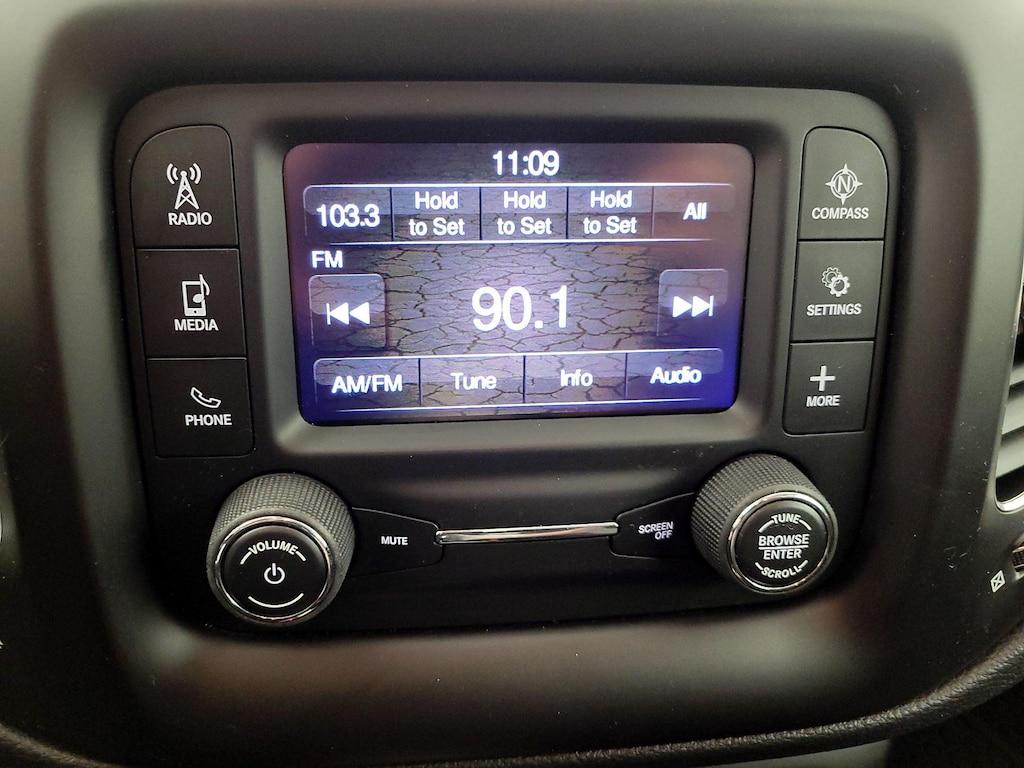 11:09
103.3 Hold to Set Hold to Set Hold to Set All
FM
90.1
AM/FM Tune Info Audio
RADIO
MEDIA
PHONE
N
COMPASS
SETTINGS
MORE
VOLUME
MUTE
SCREEN
OFF
TUNE
BROWSE
ENTER
SCROLL